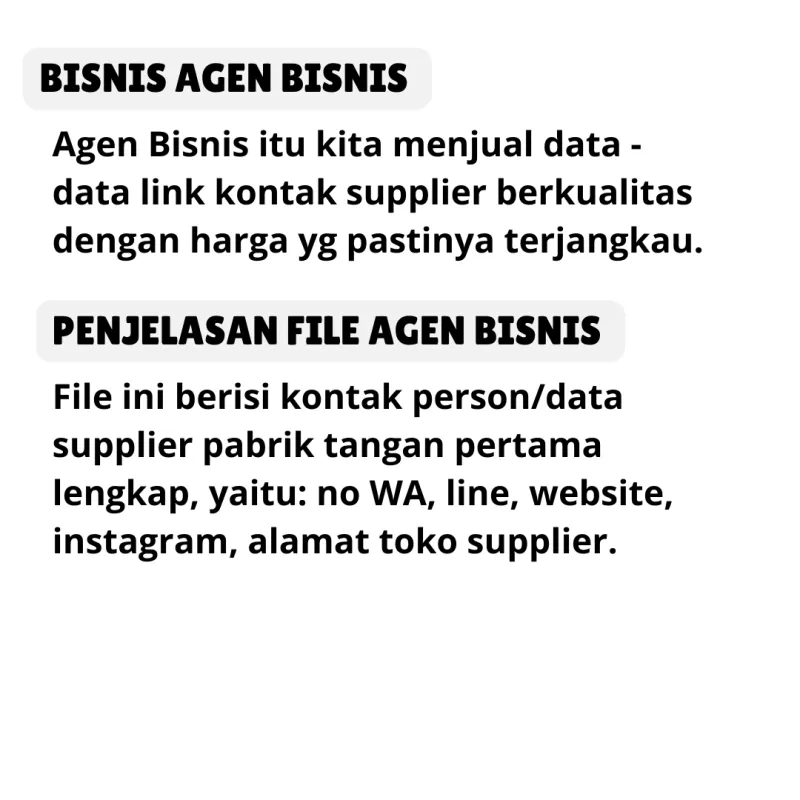 BISNIS AGEN BISNIS
Agen Bisnis itu kita menjual data -
data link kontak supplier berkualitas
dengan harga yg pastinya terjangkau.
PENJELASAN FILE AGEN BISNIS
File ini berisi kontak person/data
supplier pabrik tangan pertama
lengkap, yaitu: no WA, line, website,
instagram, alamat toko supplier.